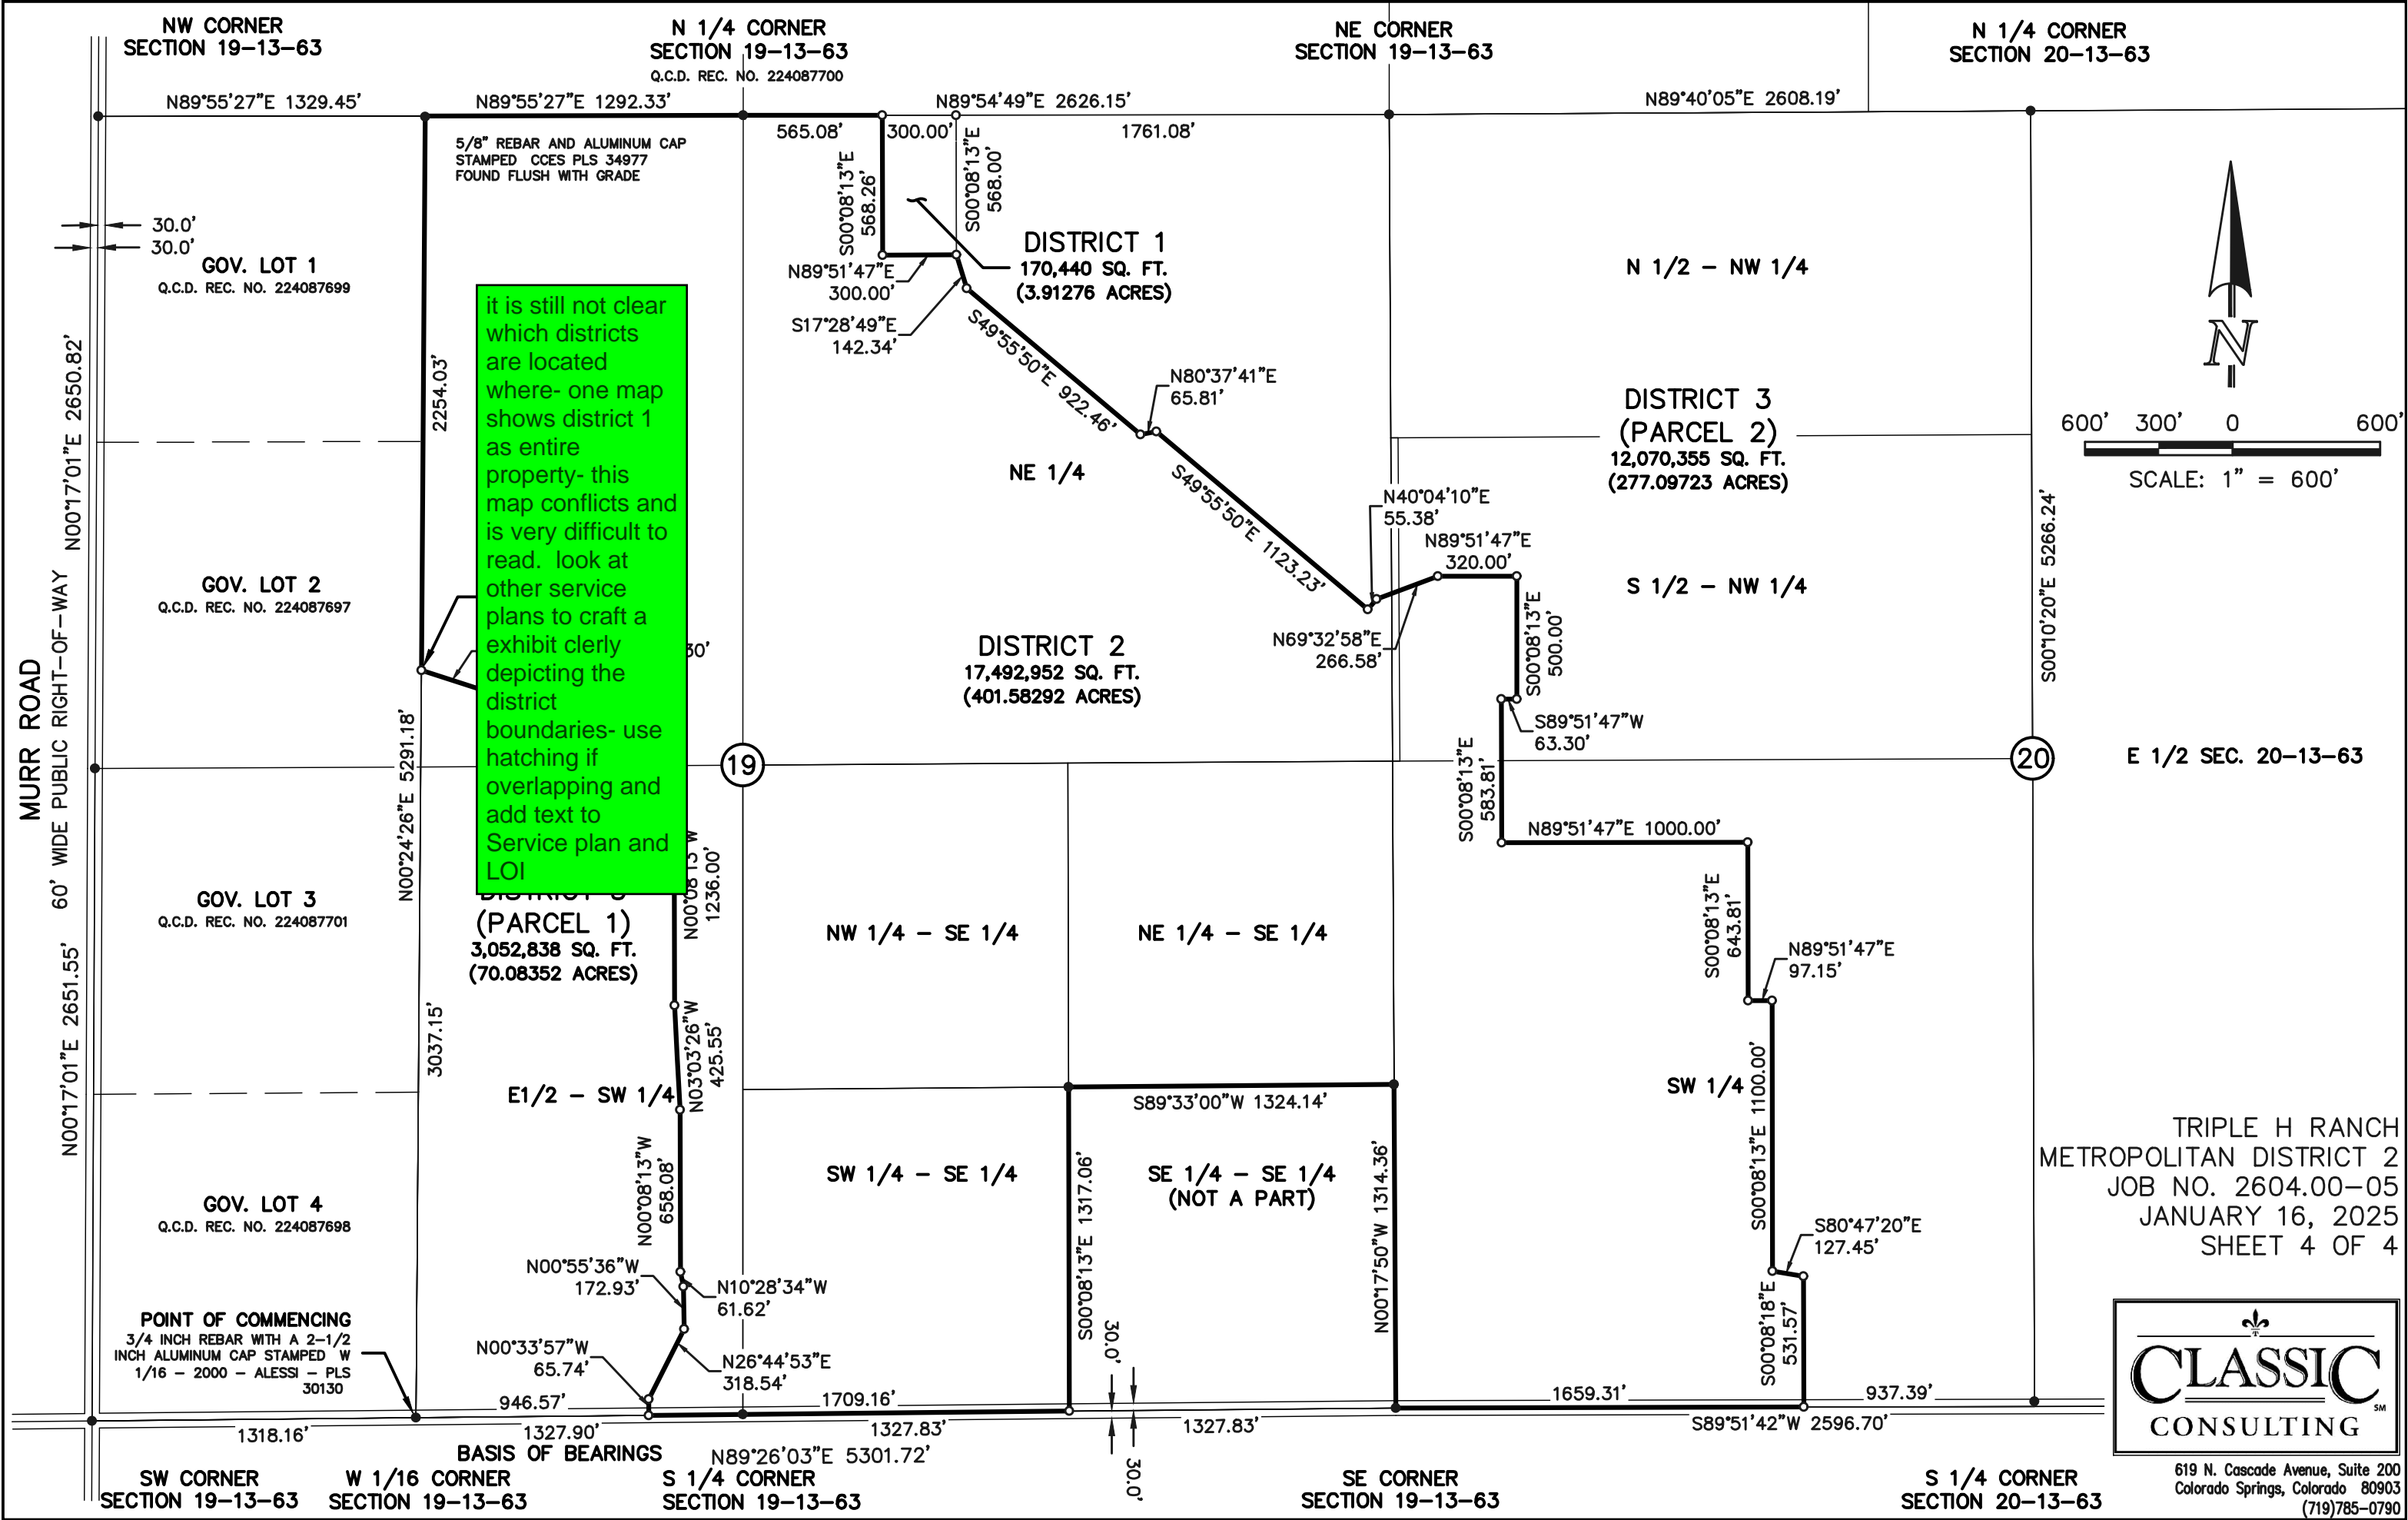 NW CORNER
SECTION 19-13-63
N 1/4 CORNER
SECTION 19-13-63
Q.C.D. REC. NO. 224087700
NE CORNER
SECTION 19-13-63
N 1/4 CORNER
SECTION 20-13-63
N89°55'27"E 1329.45'
N89°55'27"E 1292.33'
N89°54'49"E 2626.15'
N89°40'05"E 2608.19'
565.08'
300.00'
1761.08'
5/8" REBAR AND ALUMINUM CAP
STAMPED CCES PLS 34977
FOUND FLUSH WITH GRADE
S00°08'13"E
568.26'
S00°08'13"E
568.00'
30.0'
30.0'
GOV. LOT 1
Q.C.D. REC. NO. 224087699
DISTRICT 1
170,440 SQ. FT.
(3.91276 ACRES)
N89°51'47"E
300.00'
S17°28'49"E
142.34'
N 1/2 - NW 1/4
N
it is still not clear
which districts
are located
where- one map
shows district 1
as entire
property- this
map conflicts and
is very difficult to
read. look at
other service
plans to craft a
exhibit clerly
depicting the
district
boundaries- use
hatching if
overlapping and
add text to
Service plan and
LOI
2254.03'
N00°17'01"E 2650.82'
S49°55'50"E 922.46'
N80°37'41"E
65.81'
NE 1/4
S49°55'50"E 1123.23'
DISTRICT 3
(PARCEL 2)
12,070,355 SQ. FT.
(277.09723 ACRES)
600' 300' 0 600'
SCALE: 1" = 600'
N40°04'10"E
55.38'
N89°51'47"E
320.00'
S 1/2 - NW 1/4
S00°10'20"E 5266.24'
GOV. LOT 2
Q.C.D. REC. NO. 224087697
N69°32'58"E
266.58'
S00°08'13"E
500.00'
DISTRICT 2
17,492,952 SQ. FT.
(401.58292 ACRES)
MURR ROAD
60' WIDE PUBLIC RIGHT-OF-WAY
N00°24'26"E 5291.18'
S89°51'47"W
63.30'
19
20
E 1/2 SEC. 20-13-63
S00°08'13"E
583.81'
N89°51'47"E 1000.00'
N00°08'13"W
1236.00'
GOV. LOT 3
Q.C.D. REC. NO. 224087701
(PARCEL 1)
3,052,838 SQ. FT.
(70.08352 ACRES)
NW 1/4 - SE 1/4
NE 1/4 - SE 1/4
S00°08'13"E
643.81'
N89°51'47"E
97.15'
N00°17'01"E 2651.55'
3037.15'
N03°03'26"W
425.55'
E1/2 - SW 1/4
S89°33'00"W 1324.14'
SW 1/4
S00°08'13"E 1100.00'
N00°08'13"W
658.08'
SW 1/4 - SE 1/4
S00°08'13"E 1317.06'
SE 1/4 - SE 1/4
(NOT A PART)
N00°17'50"W 1314.36'
GOV. LOT 4
Q.C.D. REC. NO. 224087698
TRIPLE H RANCH
METROPOLITAN DISTRICT 2
JOB NO. 2604.00-05
JANUARY 16, 2025
SHEET 4 OF 4
S80°47'20"E
127.45'
N00°55'36"W
172.93'
N10°28'34"W
61.62'
S00°08'18"E
531.57'
POINT OF COMMENCING
3/4 INCH REBAR WITH A 2-1/2
INCH ALUMINUM CAP STAMPED W
1/16 - 2000 - ALESSI - PLS
30130
N00°33'57"W
65.74'
N26°44'53"E
318.54'
30.0'
30.0'
946.57'
1709.16'
1659.31'
937.39'
1318.16'
1327.90'
1327.83'
1327.83'
S89°51'42"W 2596.70'
BASIS OF BEARINGS
N89°26'03"E 5301.72'
SW CORNER
SECTION 19-13-63
W 1/16 CORNER
SECTION 19-13-63
S 1/4 CORNER
SECTION 19-13-63
SE CORNER
SECTION 19-13-63
S 1/4 CORNER
SECTION 20-13-63
CLASSIC
SM
CONSULTING
619 N. Cascade Avenue, Suite 200
Colorado Springs, Colorado 80903
(719)785-0790